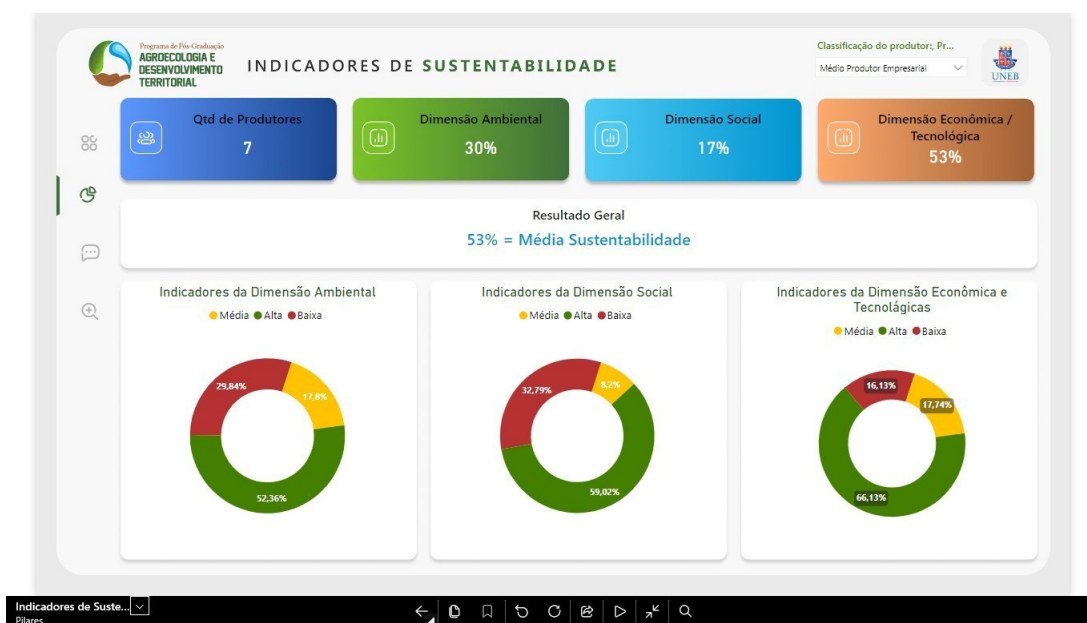 Programa de Pós-Graduação
AGROECOLOGIA E
DESENVOLVIMENTO
TERRITORIAL
INDICADORES DE SUSTENTABILIDADE
Classificação do produtor:, Pr...
Médio Produtor Empresarial
UNEB
Qtd de Produtores
7
Dimensão Ambiental
30%
Dimensão Social
17%
Dimensão Econômica /
Tecnológica
53%
Resultado Geral
53% = Média Sustentabilidade
Indicadores da Dimensão Ambiental
Média Alta Baixa
29,84%
17,8%
52,36%
Indicadores da Dimensão Social
Média Alta Baixa
32,79%
8,2%
59,02%
Indicadores da Dimensão Econômica e
Tecnolágicas
Média Alta Baixa
16,13%
17,74%
66,13%
Indicadores de Suste...
Pilares